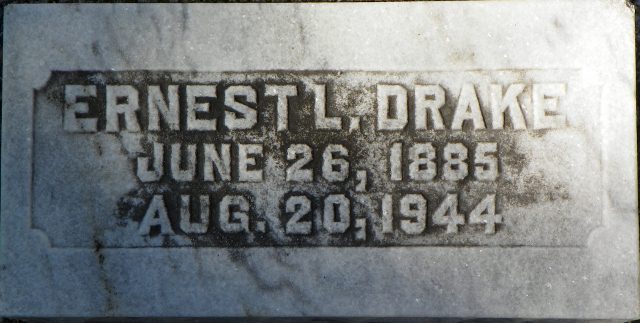 ERNEST L. DRAKE
JUNE 26, 1885
AUG. 20, 1944